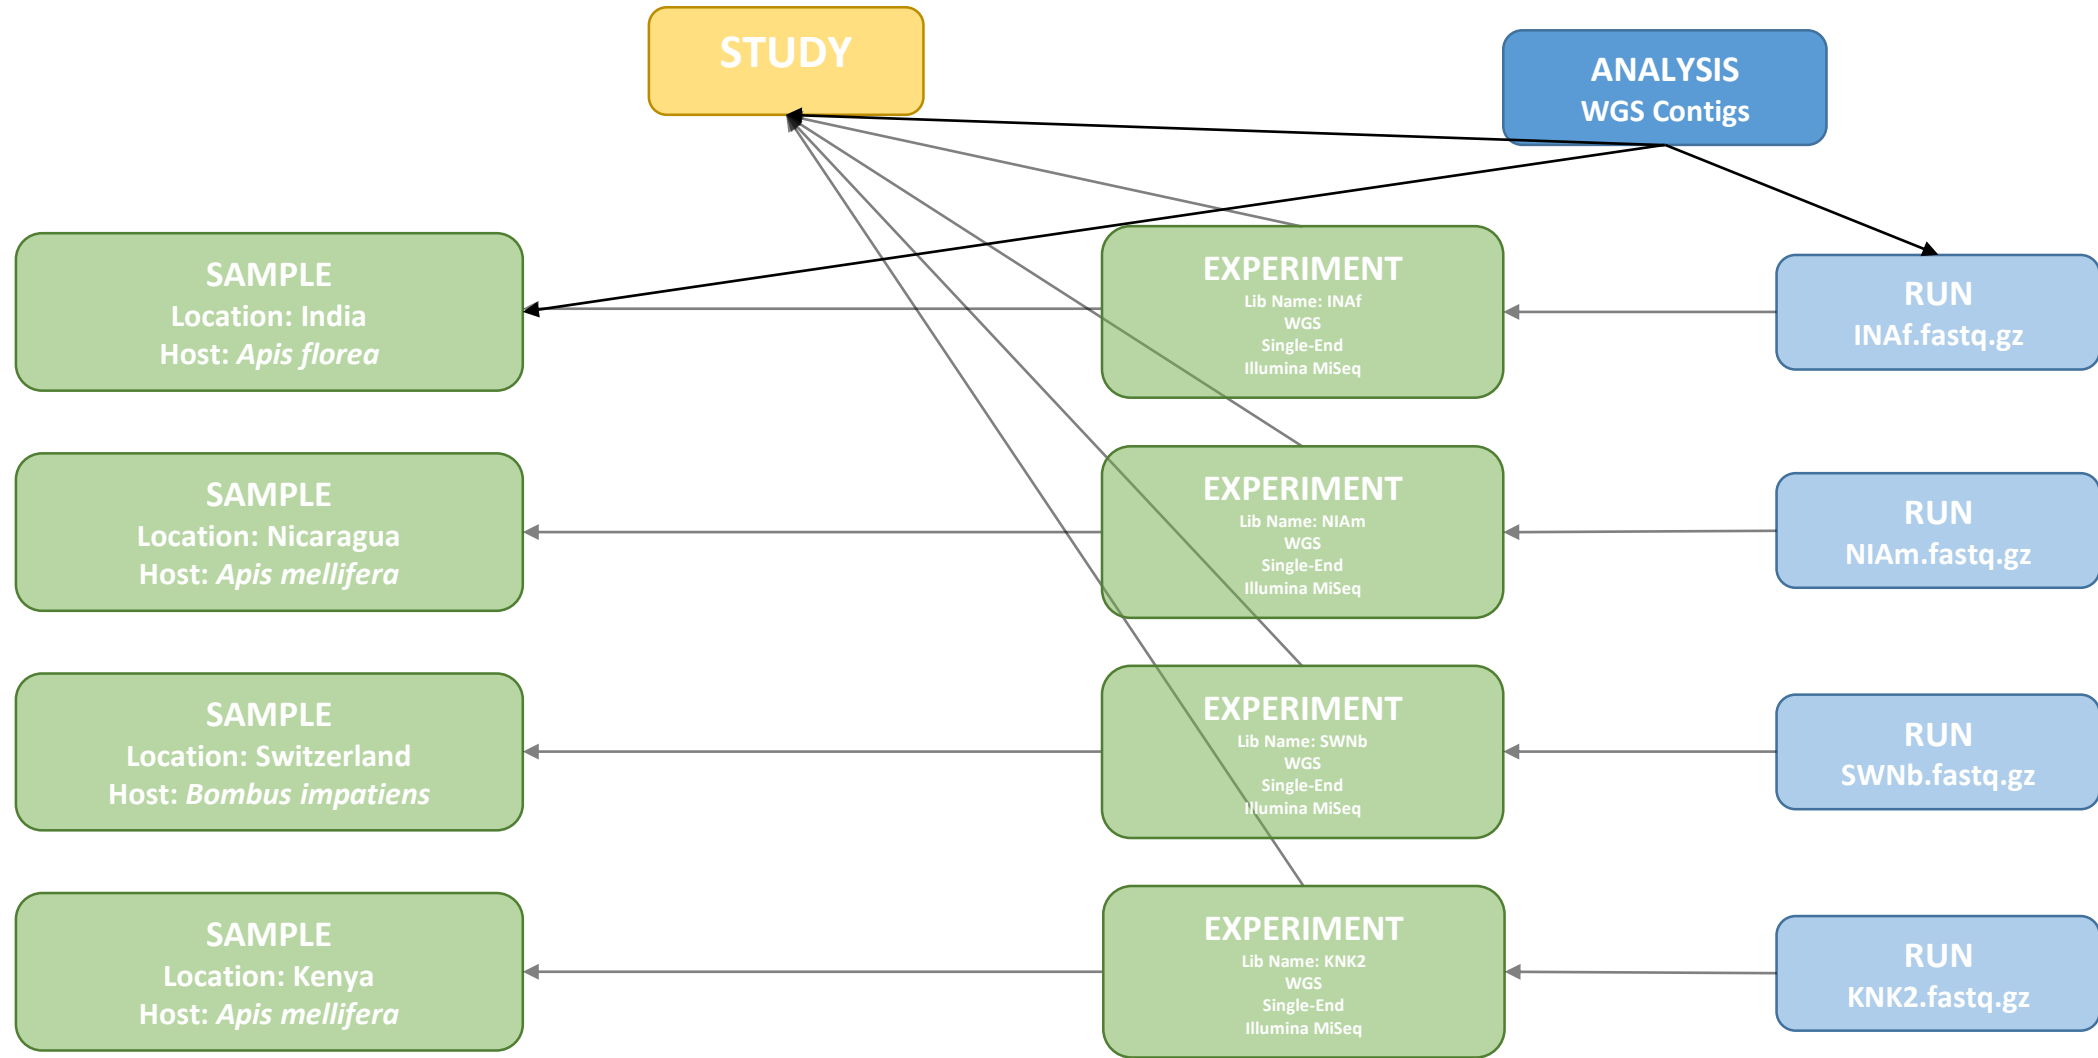 STUDY
ANALYSIS
WGS Contigs
SAMPLE
Location: India
Host: Apis florea
EXPERIMENT
Lib Name: INAf
WGS
Single-End
Illumina MiSeq
RUN
INAf.fastq.gz
SAMPLE
Location: Nicaragua
Host: Apis mellifera
EXPERIMENT
Lib Name: NIAm
WGS
Single-End
Illumina MiSeq
RUN
NIAm.fastq.gz
SAMPLE
Location: Switzerland
Host: Bombus impatiens
EXPERIMENT
Lib Name: SWNb
WGS
Single-End
Illumina MiSeq
RUN
SWNb.fastq.gz
SAMPLE
Location: Kenya
Host: Apis mellifera
EXPERIMENT
Lib Name: KNK2
WGS
Single-End
Illumina MiSeq
RUN
KNK2.fastq.gz